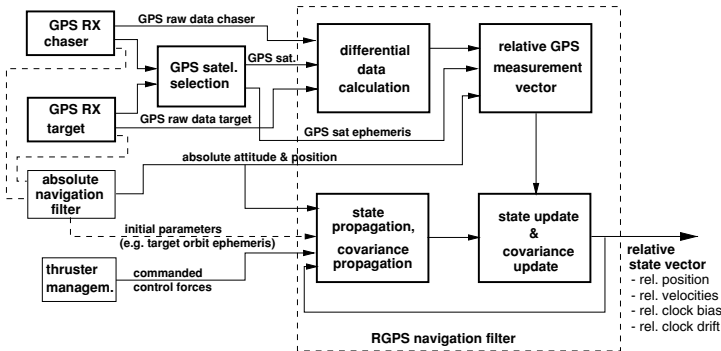 GPS RX
chaser
GPS raw data chaser
GPS satel.
selection
GPS sat.
differential
data
calculation
relative GPS
measurement
vector
GPS RX
target
GPS raw data target
GPS sat ephemeris
absolute attitude & position
absolute
navigation
filter
initial parameters
(e.g. target orbit ephemeris)
state
propagation,
covariance
propagation
state update
&
covariance
update
thruster
managem.
commanded
control forces
relative
state vector
- rel. position
- rel. velocities
- rel. clock bias
- rel. clock drift
RGPS navigation filter